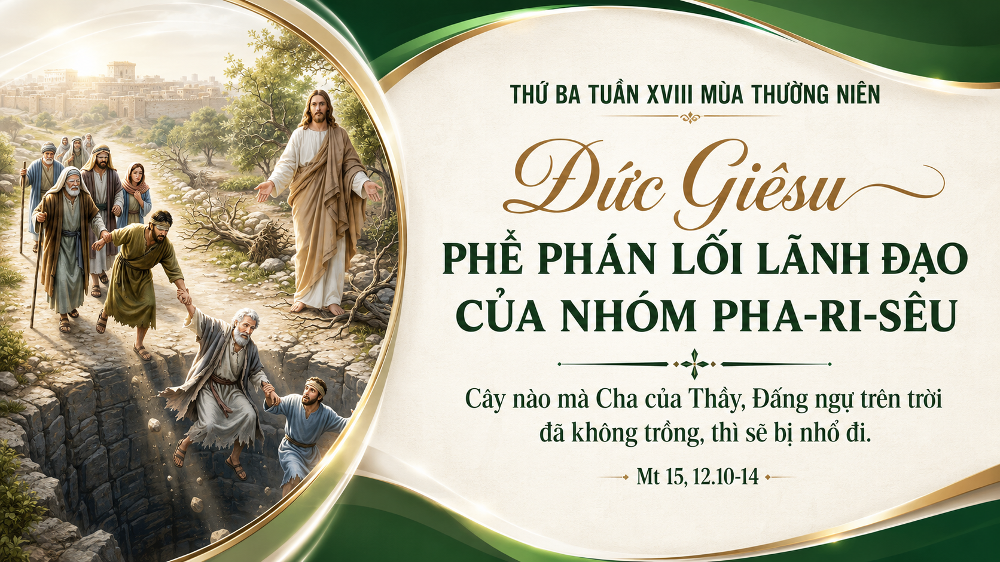 THỨ BA TUẦN XVIII MÙA THƯỜNG NIÊN
Đức Giêsu
PHỄ PHÁN LỐI LÃNH ĐẠO
CỦA NHÓM PHA-RI-SÊU
Cây nào mà Cha của Thầy, Đấng ngự trên trời
đã không trồng, thì sẽ bị nhổ đi.
Mt 15, 12.10-14